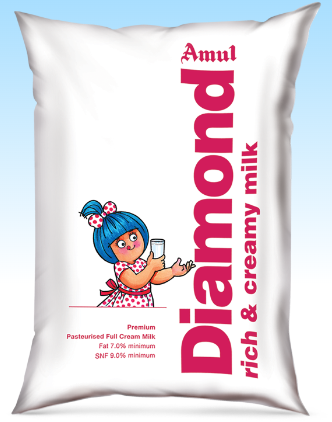 Amul
Diamond
rich & creamy milk
Premium
Pasteurised Full Cream Milk
Fat 7.0% minimum
SNF 9.0% minimum